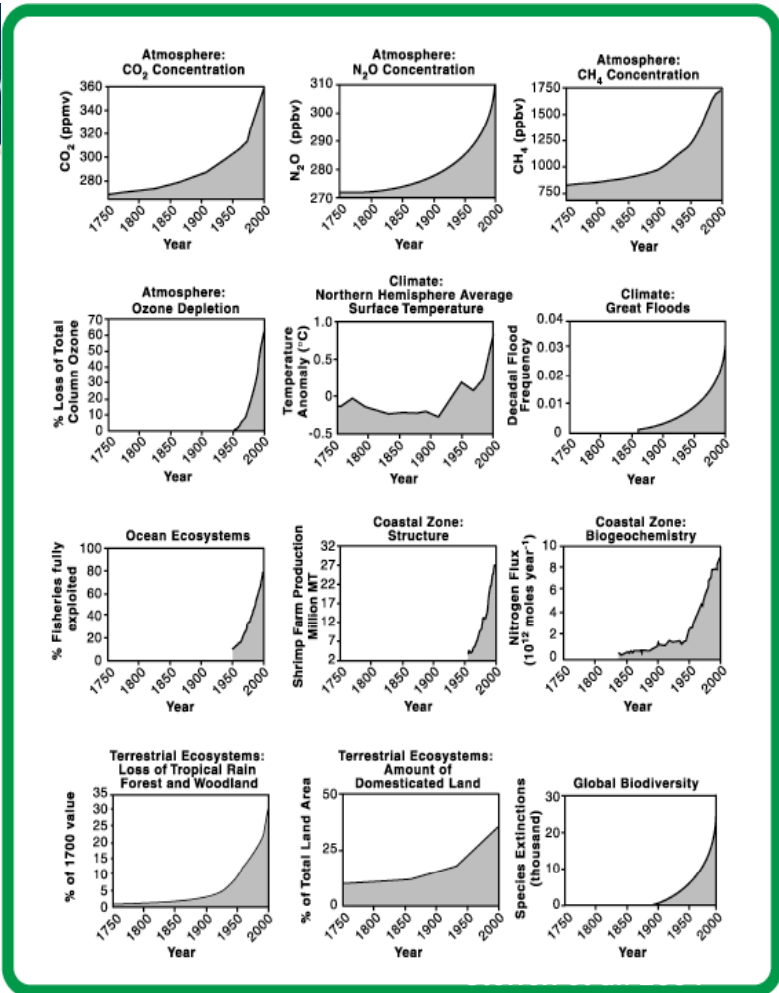 Atmosphere:
CO₂ Concentration
CO₂ (ppmv)
360
340
320
300
280
1750
1800
1850
1900
1950
2000
Year
Atmosphere:
N₂O Concentration
N₂O (ppbv)
310
290
280
270
1750
1800
1850
1900
1950
2000
Year
Atmosphere:
CH₄ Concentration
CH₄ (ppbv)
1750
1500
1250
1000
750
1750
1800
1850
1900
1950
2000
Year
Atmosphere:
Ozone Depletion
% Loss of Total
Column Ozone
70
60
50
40
30
20
10
0
1750
1800
1850
1900
1950
2000
Year
Climate:
Northern Hemisphere Average
Surface Temperature
Temperature
Anomaly (°C)
1.0
0.5
0
-0.5
1750
1800
1850
1900
1950
2000
Year
Climate:
Great Floods
Decadal Flood
Frequency
0.04
0.03
0.02
0.01
0
1750
1800
1850
1900
1950
2000
Year
Ocean Ecosystems
% Fisheries fully
exploited
100
80
60
40
20
0
1750
1800
1850
1900
1950
2000
Year
Coastal Zone:
Structure
Shrimp Farm Production
Million MT
32
27
22
17
12
7
2
1750
1800
1850
1900
1950
2000
Year
Coastal Zone:
Biogeochemistry
Nitrogen Flux
(10¹² moles year⁻¹)
10
8
6
4
2
0
1750
1800
1850
1900
1950
2000
Year
Terrestrial Ecosystems:
Loss of Tropical Rain
Forest and Woodland
% of 1700 value
35
30
25
20
15
10
5
0
1750
1800
1850
1900
1950
2000
Year
Terrestrial Ecosystems:
Amount of
Domesticated Land
% of Total Land Area
50
25
0
1750
1800
1850
1900
1950
2000
Year
Global Biodiversity
Species Extinctions
(thousand)
30
20
10
0
1750
1800
1850
1900
1950
2000
Year